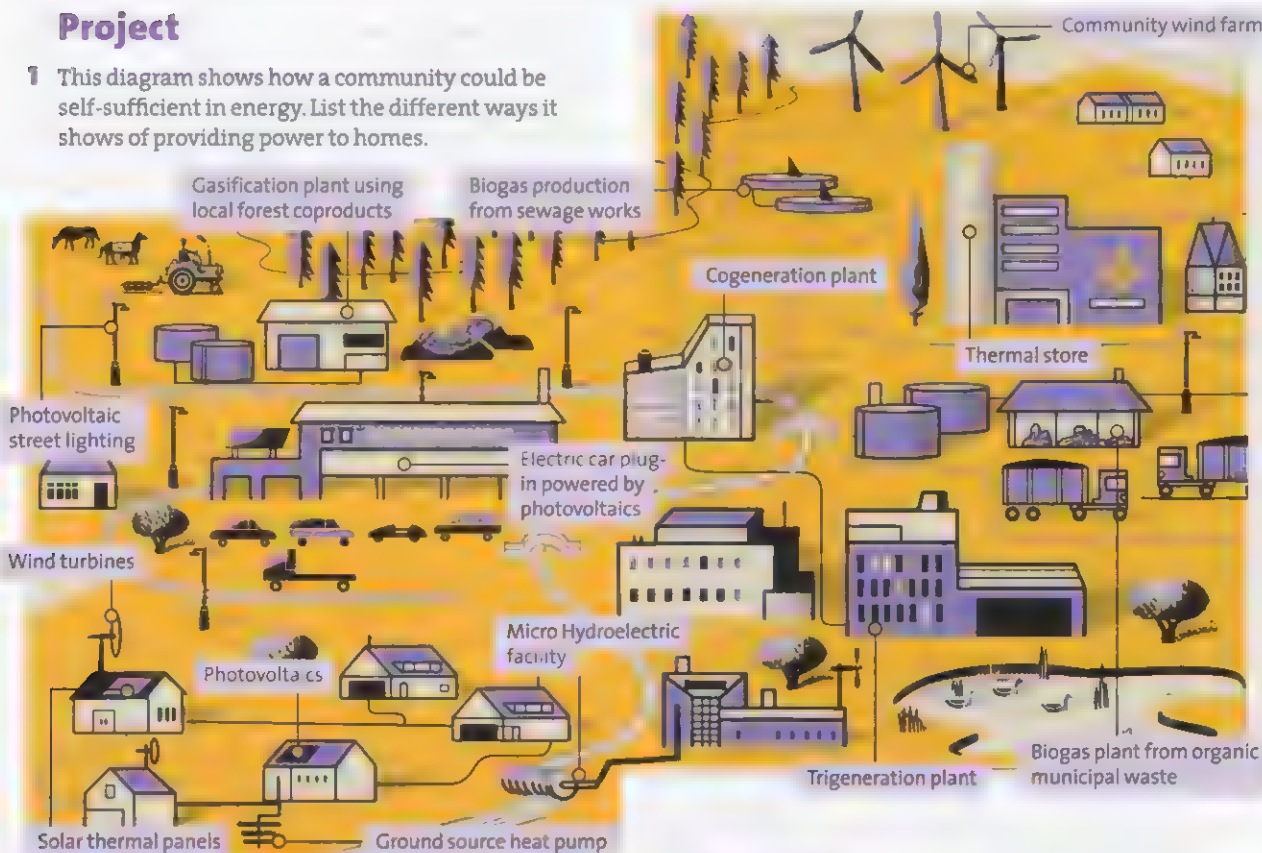 Project
1 This diagram shows how a community could be
self-sufficient in energy. List the different ways it
shows of providing power to homes.
Community wind farm
Gasification plant using
local forest coproducts
Biogas production
from sewage works
Cogeneration plant
Thermal store
Photovoltaic
street lighting
Electric car plug-
in powered by
photovoltaics
Wind turbines
Micro Hydroelectric
facility
Photovoltaics
Trigeneration plant
Biogas plant from organic
municipal waste
Solar thermal panels
Ground source heat pump